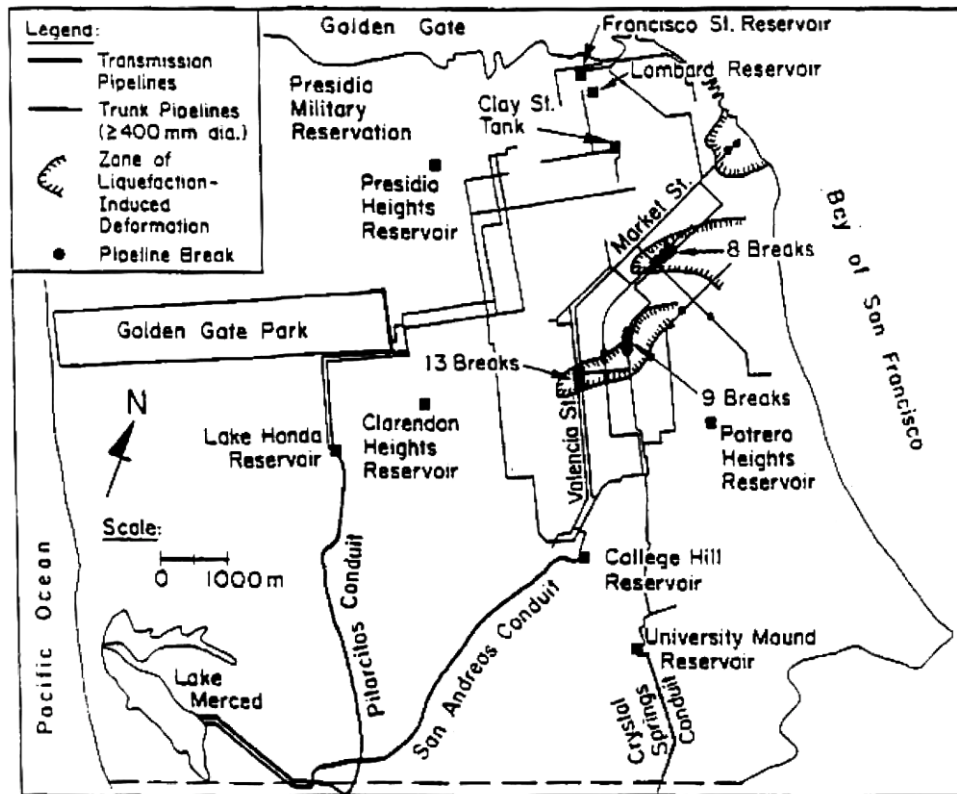 Legend:
Transmission
Pipelines
Trunk Pipelines
(≥400 mm dia.)
Zone of
Liquefaction-
Induced
Deformation
Pipeline Break
Golden Gate
Francisco St. Reservoir
Lombard Reservoir
Presidio
Military
Reservation
Clay St.
Tank
Presidio
Heights
Reservoir
Market St.
8 Breaks
Bay of San Francisco
Golden Gate Park
13 Breaks
9 Breaks
N
Lake Honda
Reservoir
Clarendon
Heights
Reservoir
Valencia St.
Potrero
Heights
Reservoir
Scale:
0 1000 m
Pacific Ocean
Pilarcitos Conduit
San Andreas Conduit
College Hill
Reservoir
University Mound
Reservoir
Lake
Merced
Crystal
Springs
Conduit